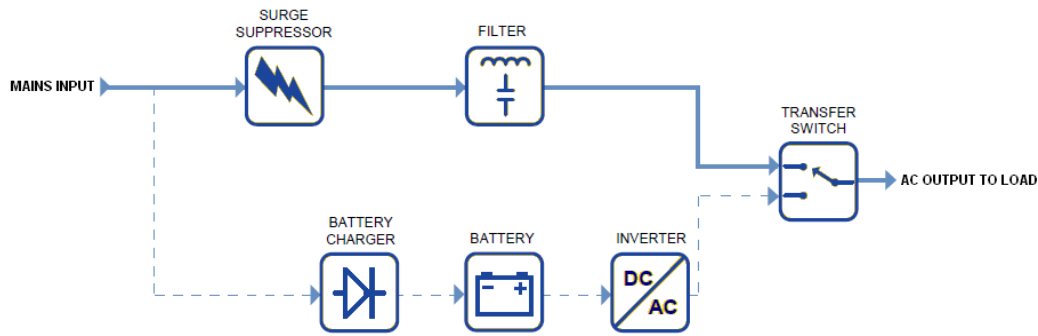 SURGE
SUPPRESSOR
FILTER
MAINS INPUT
TRANSFER
SWITCH
AC OUTPUT TO LOAD
BATTERY
CHARGER
BATTERY
INVERTER
- +
DC
AC